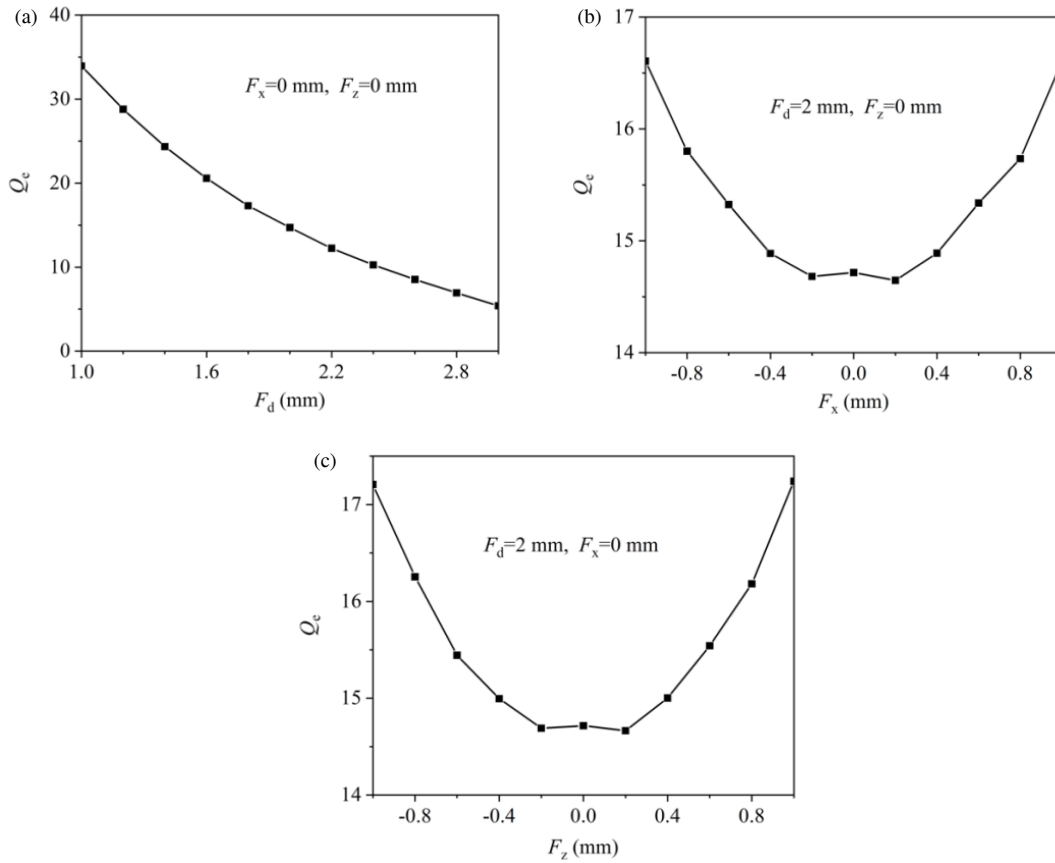 (a)
40
30
20
10
0
Qe
Fx=0 mm, Fz=0 mm
1.0 1.6 2.2 2.8
Fd (mm)
(b)
17
16
15
14
Qe
Fd=2 mm, Fz=0 mm
-0.8 -0.4 0.0 0.4 0.8
Fx (mm)
(c)
17
16
15
14
Qe
Fd=2 mm, Fx=0 mm
-0.8 -0.4 0.0 0.4 0.8
Fz (mm)